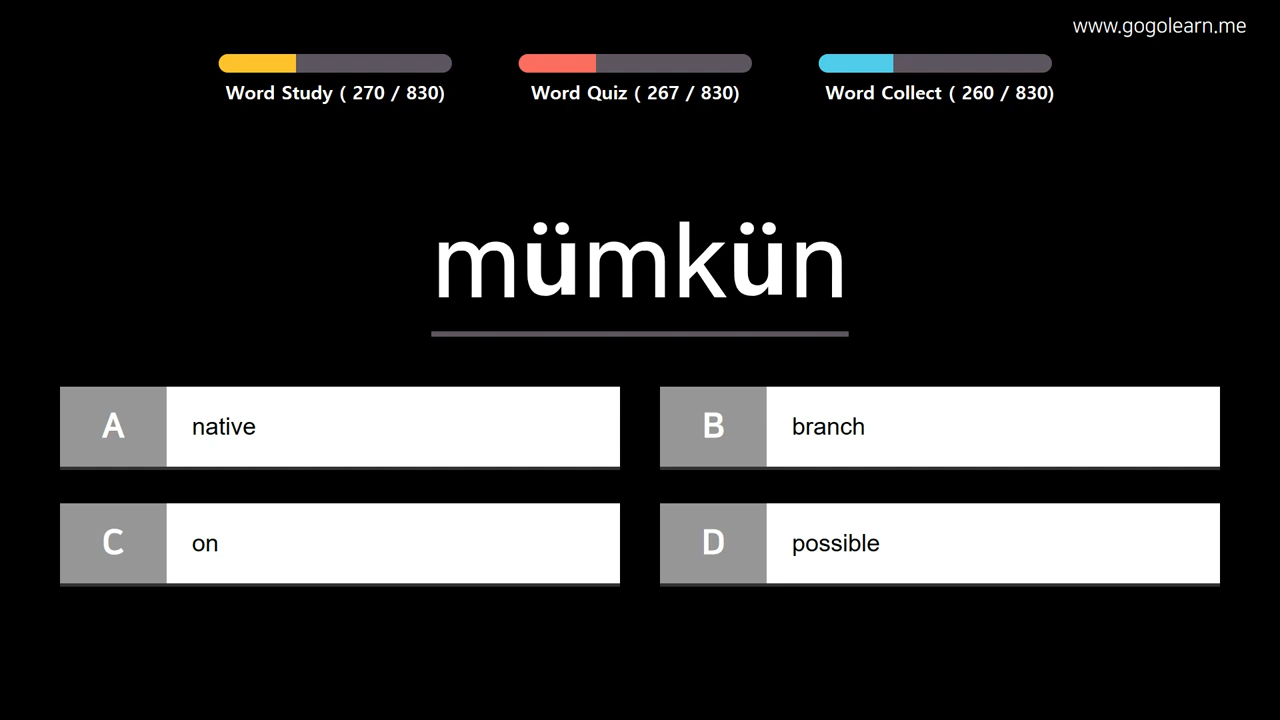 www.gogolearn.me
Word Study ( 270 / 830)
Word Quiz ( 267 / 830)
Word Collect ( 260 / 830)
mümkün
A native
B branch
C on
D possible